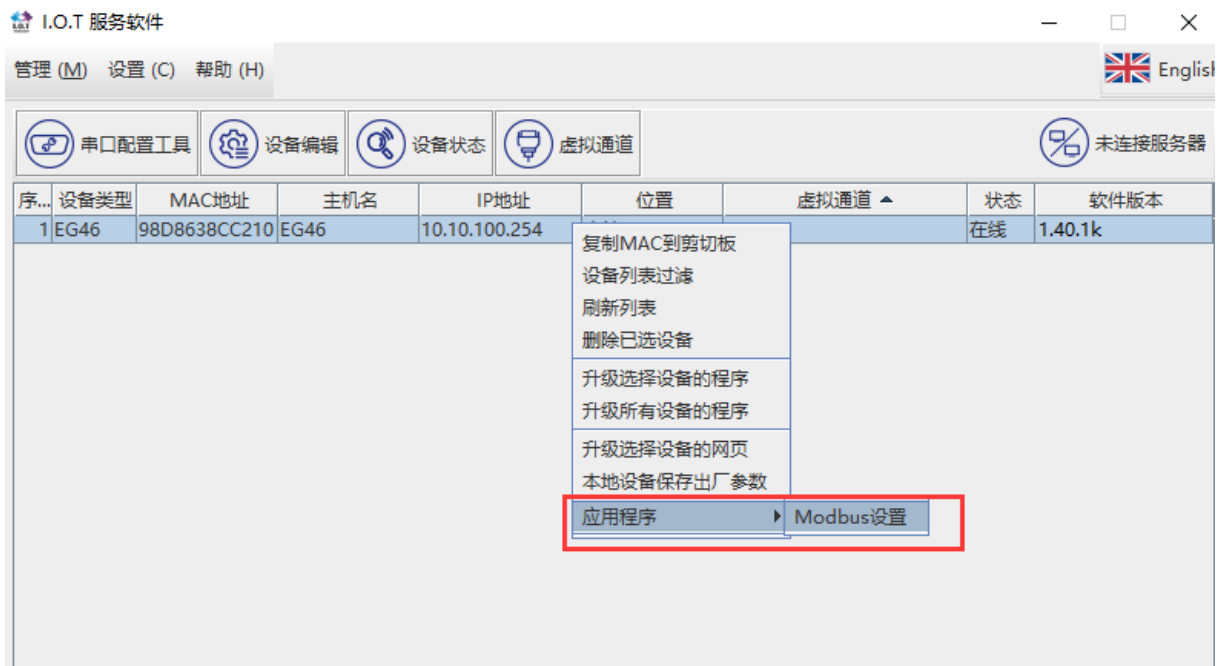 I.O.T 服务软件
管理 (M) 设置 (C) 帮助 (H) English
串口配置工具 设备编辑 设备状态 虚拟通道 未连接服务器
序... 设备类型 MAC地址 主机名 IP地址 位置 虚拟通道 状态 软件版本
1 EG46 98D8638CC210 EG46 10.10.100.254 在线 1.40.1k
复制MAC到剪切板
设备列表过滤
刷新列表
删除已选设备
升级选择设备的程序
升级所有设备的程序
升级选择设备的网页
本地设备保存出厂参数
应用程序 Modbus设置